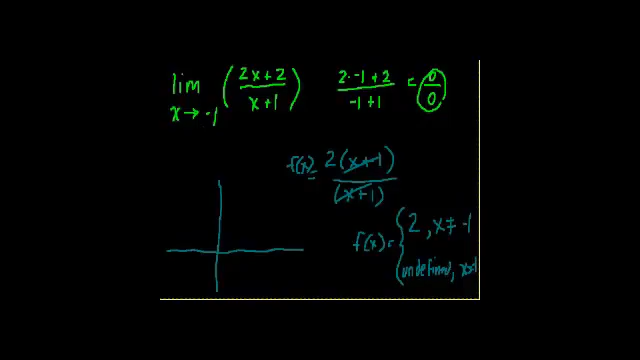 lim x→-1 ( (2x+2)/(x+1) )   (2·-1+2)/(-1+1) = 0/0
f(x) = 2(x+1)/(x+1)
f(x) = { 2, x≠-1
undefined, x=-1